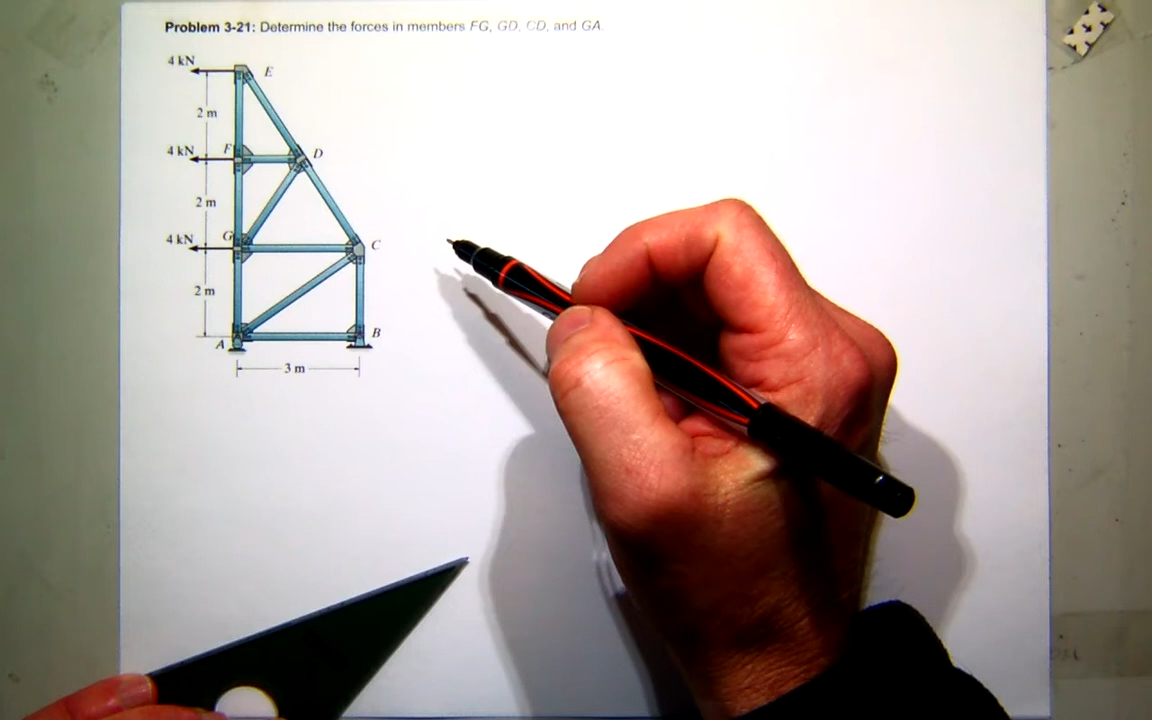 Problem 3-21: Determine the forces in members FG, GD, CD, and GA.
4 kN
E
2 m
4 kN
F
D
2 m
4 kN
G
C
2 m
A
B
3 m